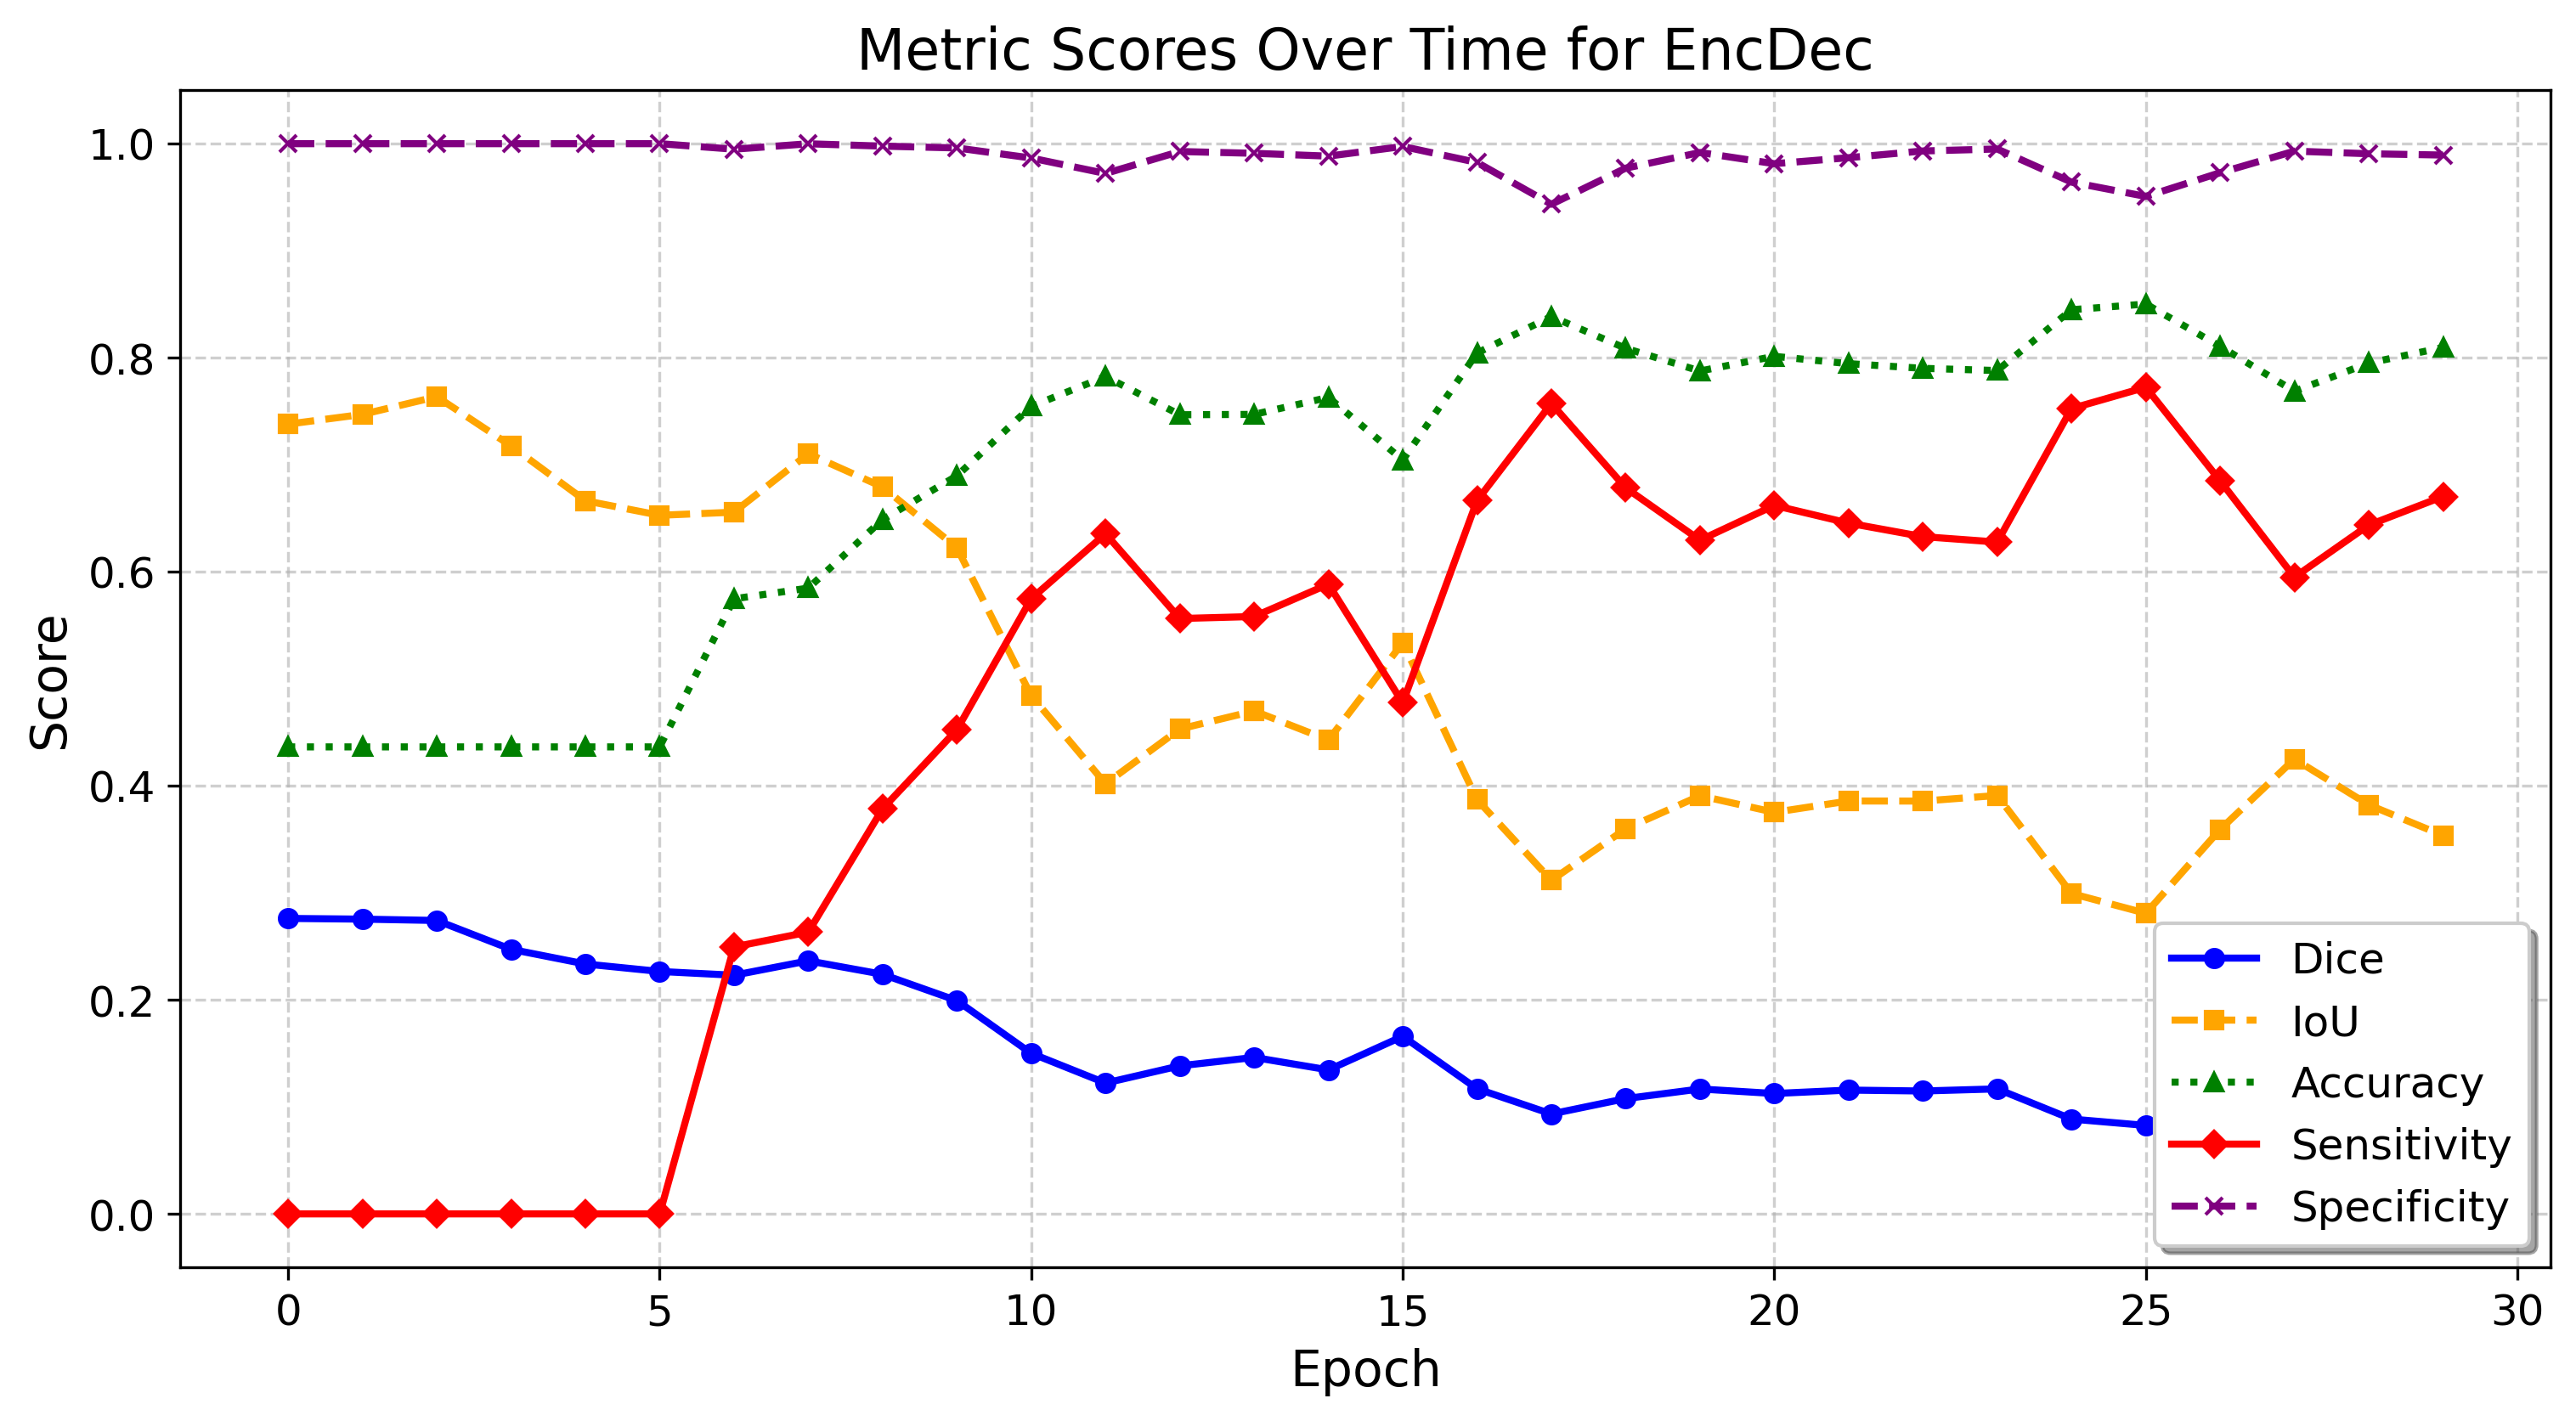 Metric Scores Over Time for EncDec
Score
1.0
0.8
0.6
0.4
0.2
0.0
Dice
IoU
Accuracy
Sensitivity
Specificity
0 5 10 15 20 25 30
Epoch